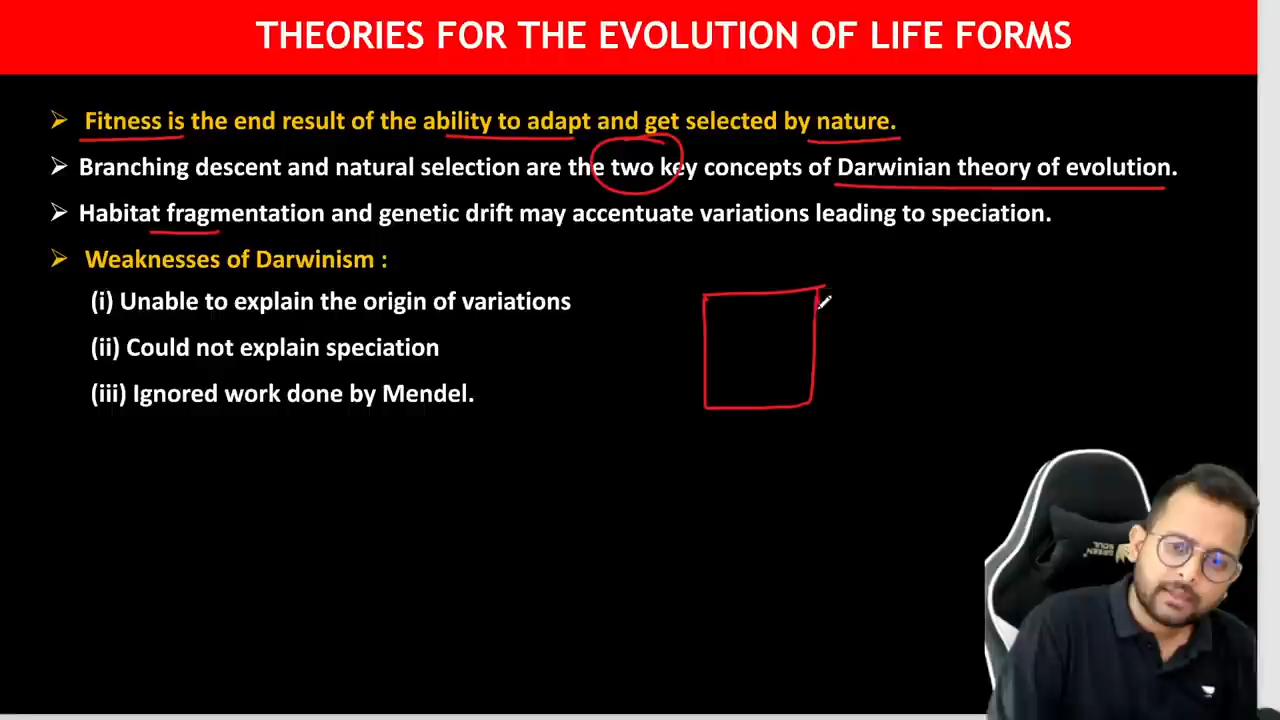 THEORIES FOR THE EVOLUTION OF LIFE FORMS
➢ Fitness is the end result of the ability to adapt and get selected by nature.
➢ Branching descent and natural selection are the two key concepts of Darwinian theory of evolution.
➢ Habitat fragmentation and genetic drift may accentuate variations leading to speciation.
➢ Weaknesses of Darwinism :
(i) Unable to explain the origin of variations
(ii) Could not explain speciation
(iii) Ignored work done by Mendel.
GREEN
SOUL